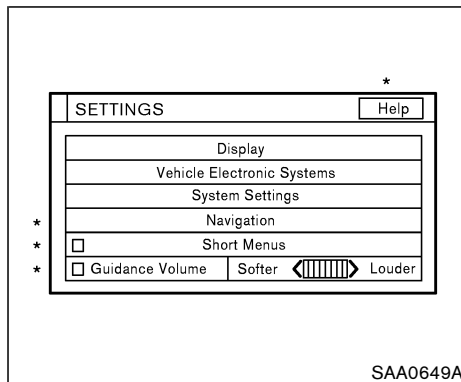 *
SETTINGS Help
Display
Vehicle Electronic Systems
System Settings
* Navigation
* Short Menus
* Guidance Volume Softer Louder
SAA0649A